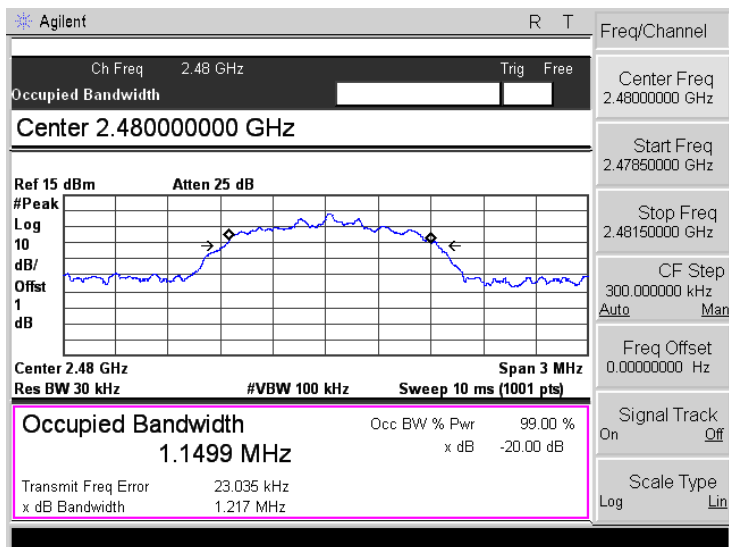 Agilent
R T
Ch Freq 2.48 GHz Trig Free
Occupied Bandwidth
Center 2.480000000 GHz
Ref 15 dBm Atten 25 dB
#Peak
Log
10
dB/
Offst
1
dB
Center 2.48 GHz Span 3 MHz
Res BW 30 kHz #VBW 100 kHz Sweep 10 ms (1001 pts)
Occupied Bandwidth
1.1499 MHz
Occ BW % Pwr 99.00 %
x dB -20.00 dB
Transmit Freq Error 23.035 kHz
x dB Bandwidth 1.217 MHz
Freq/Channel
Center Freq
2.48000000 GHz
Start Freq
2.47850000 GHz
Stop Freq
2.48150000 GHz
CF Step
300.000000 kHz
Auto Man
Freq Offset
0.00000000 Hz
Signal Track
On Off
Scale Type
Log Lin